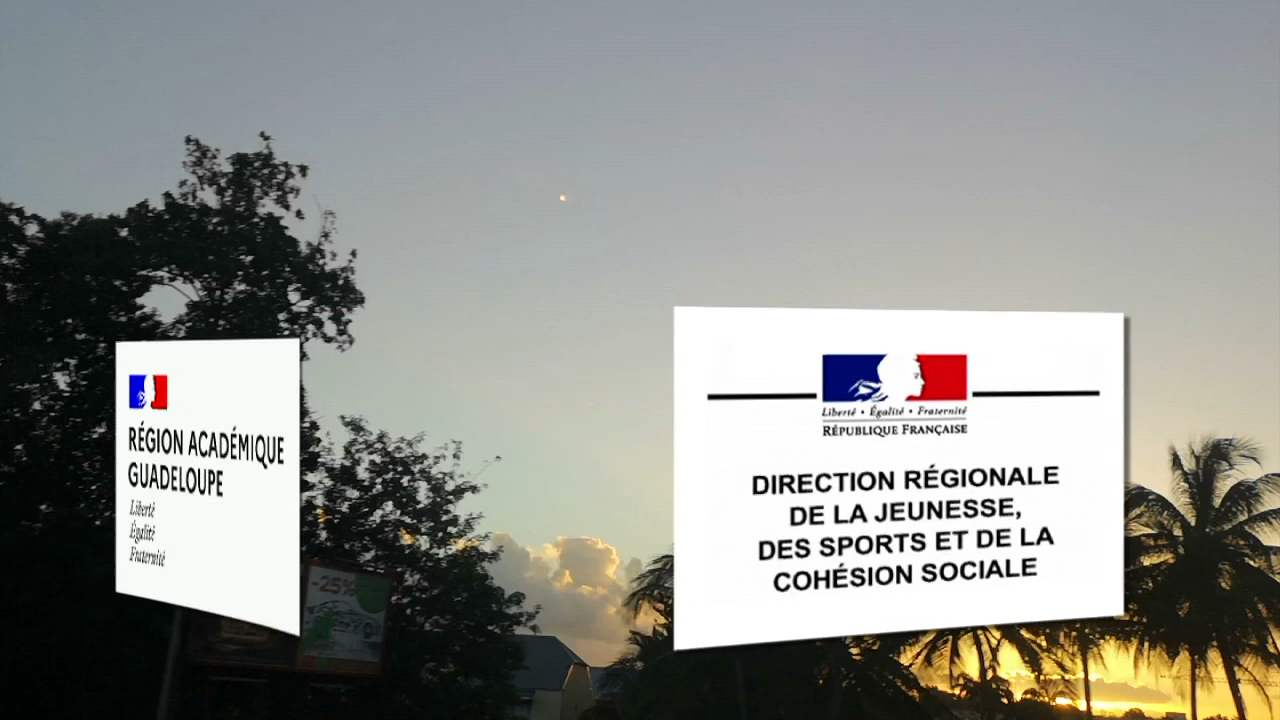 RÉGION ACADÉMIQUE
GUADELOUPE
Liberté
Égalité
Fraternité
-25%
Liberté • Égalité • Fraternité
RÉPUBLIQUE FRANÇAISE
DIRECTION RÉGIONALE
DE LA JEUNESSE,
DES SPORTS ET DE LA
COHÉSION SOCIALE